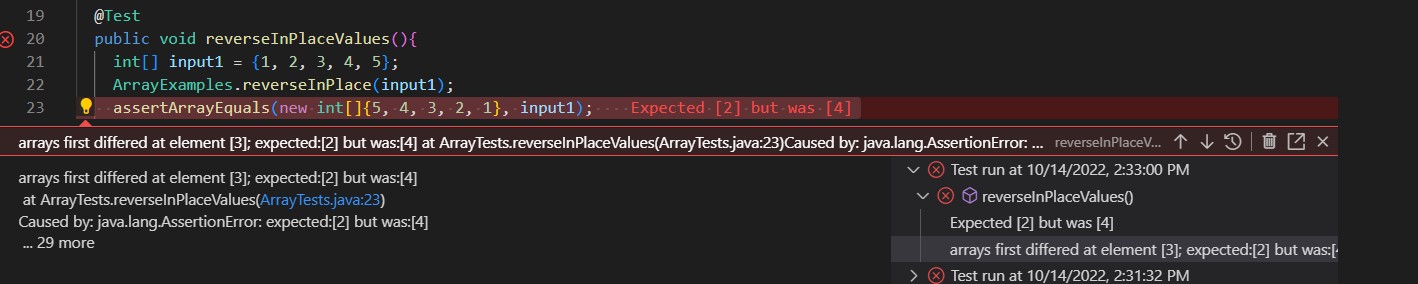 19 @Test
20 public void reverseInPlaceValues(){
21 int[] input1 = {1, 2, 3, 4, 5};
22 ArrayExamples.reverseInPlace(input1);
23 assertArrayEquals(new int[]{5, 4, 3, 2, 1}, input1); Expected [2] but was [4]
arrays first differed at element [3]; expected:[2] but was:[4] at ArrayTests.reverseInPlaceValues(ArrayTests.java:23)Caused by: java.lang.AssertionError: ... reverseInPlaceV...
arrays first differed at element [3]; expected:[2] but was:[4]
at ArrayTests.reverseInPlaceValues(ArrayTests.java:23)
Caused by: java.lang.AssertionError: expected:[2] but was:[4]
... 29 more
Test run at 10/14/2022, 2:33:00 PM
reverseInPlaceValues()
Expected [2] but was [4]
arrays first differed at element [3]; expected:[2] but was:[
Test run at 10/14/2022, 2:31:32 PM